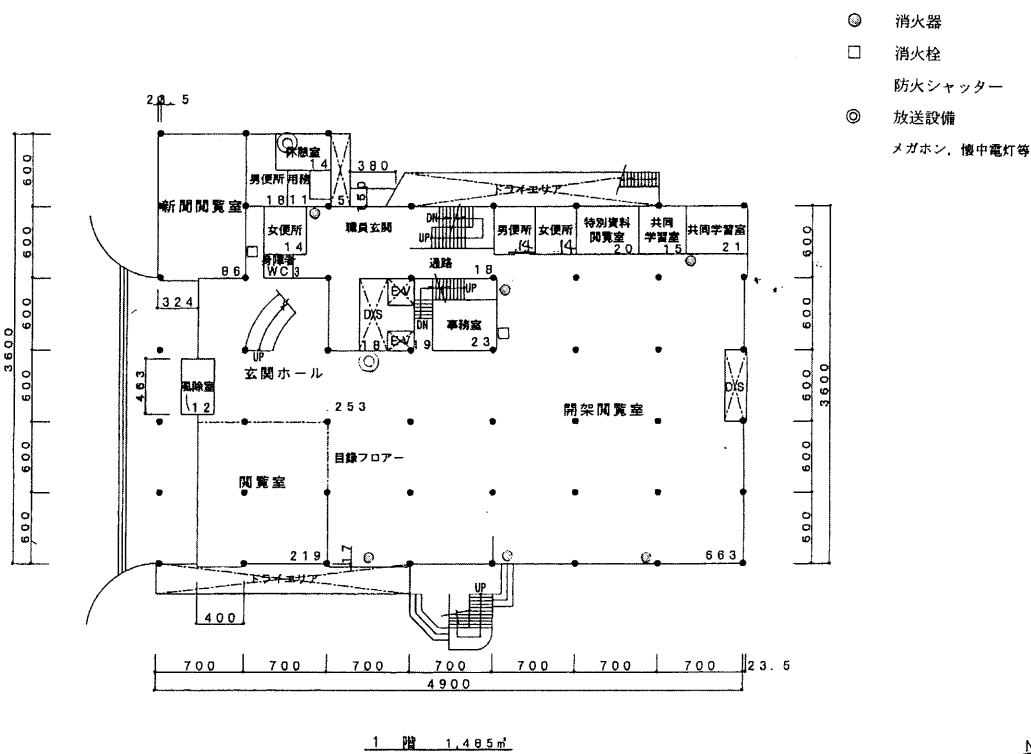 消火器
消火栓
防火シャッター
放送設備
メガホン，懐中電灯等
23.5
休憩室
14
380
150
ドライエリア
男便所
用務
18
11
5
新聞閲覧室
職員玄関
DN
UP
男便所
14
女便所
14
特別資料
閲覧室
20
共同
学習室
15
共同学習室
21
女便所
14
身障者
WC3
86
通路
18
324
UP
EV
DS
EV
DN
UP
事務室
18
19
23
玄関ホール
463
風除室
12
253
開架閲覧室
DS
目録フロアー
閲覧室
219
17
663
ドライエリア
UP
400
600
600
600
600
600
600
3600
600
600
600
600
600
3600
700
700
700
700
700
700
700
23.5
4900
1 階 1,485㎡
N